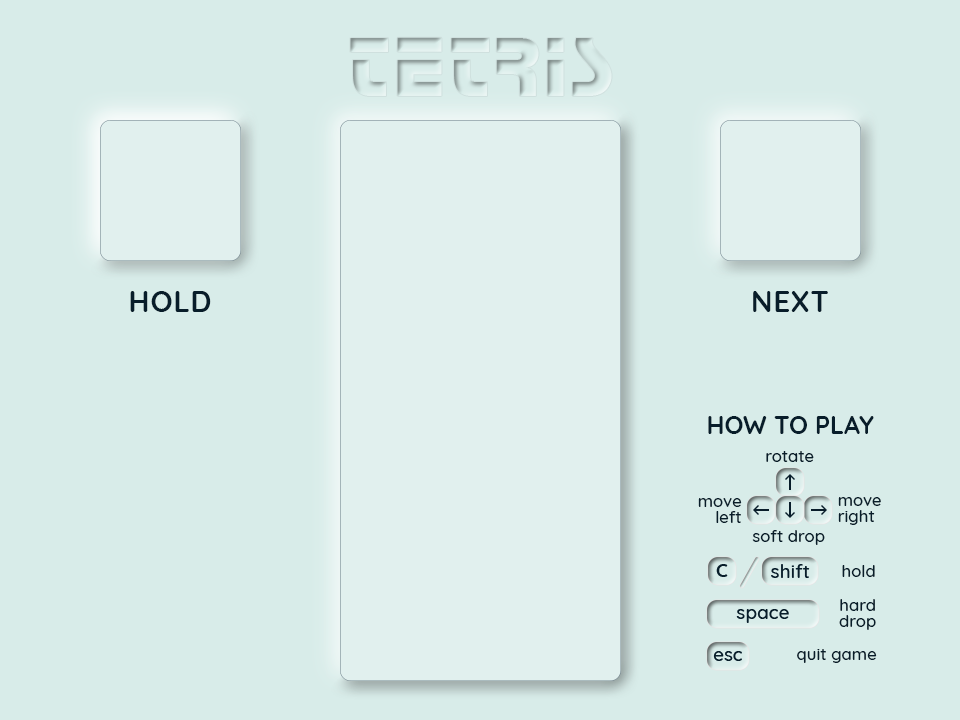 TETRIS
HOLD
NEXT
HOW TO PLAY
rotate
↑
move left ← ↓ → move right
soft drop
C / shift hold
space hard drop
esc quit game